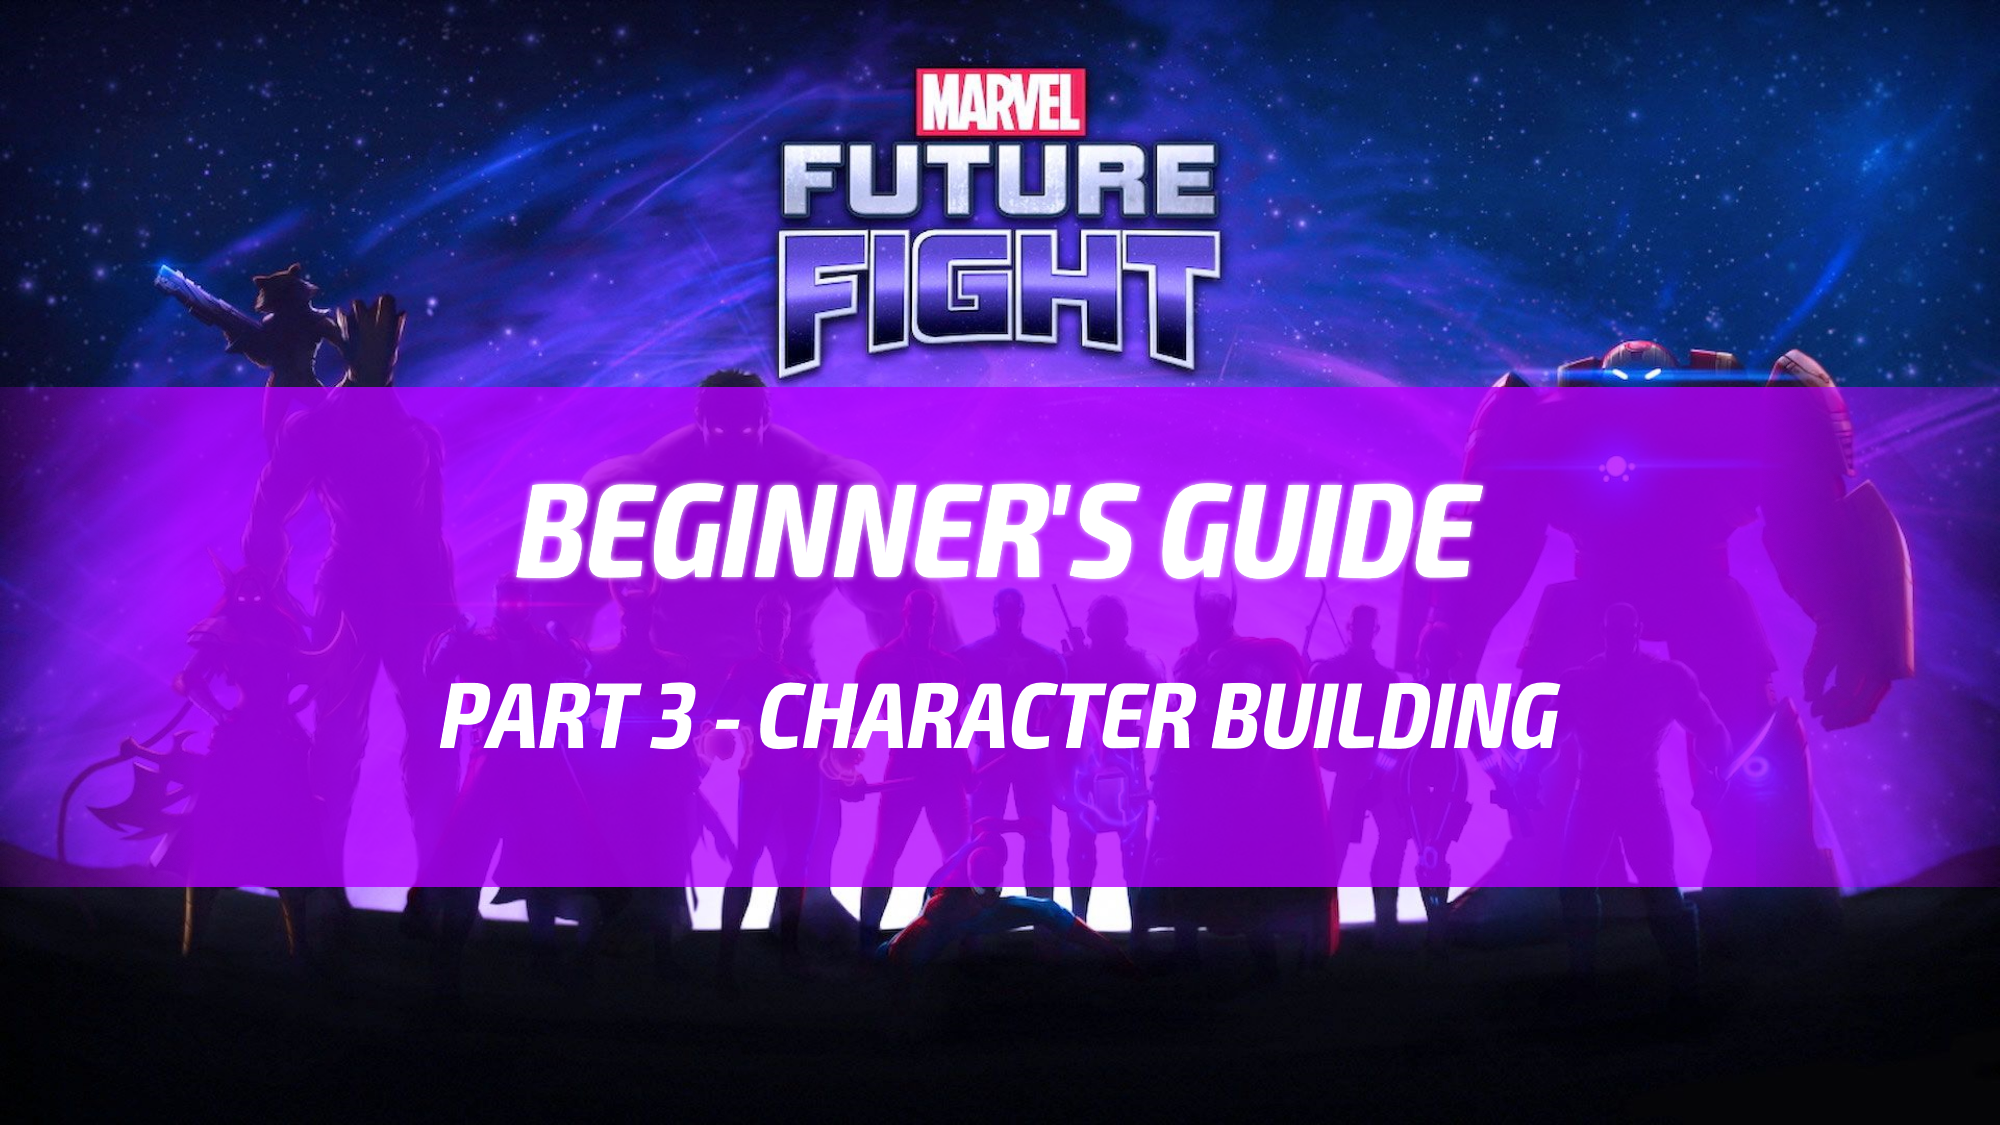 MARVEL
FUTURE
FIGHT
BEGINNER'S GUIDE
PART 3 - CHARACTER BUILDING